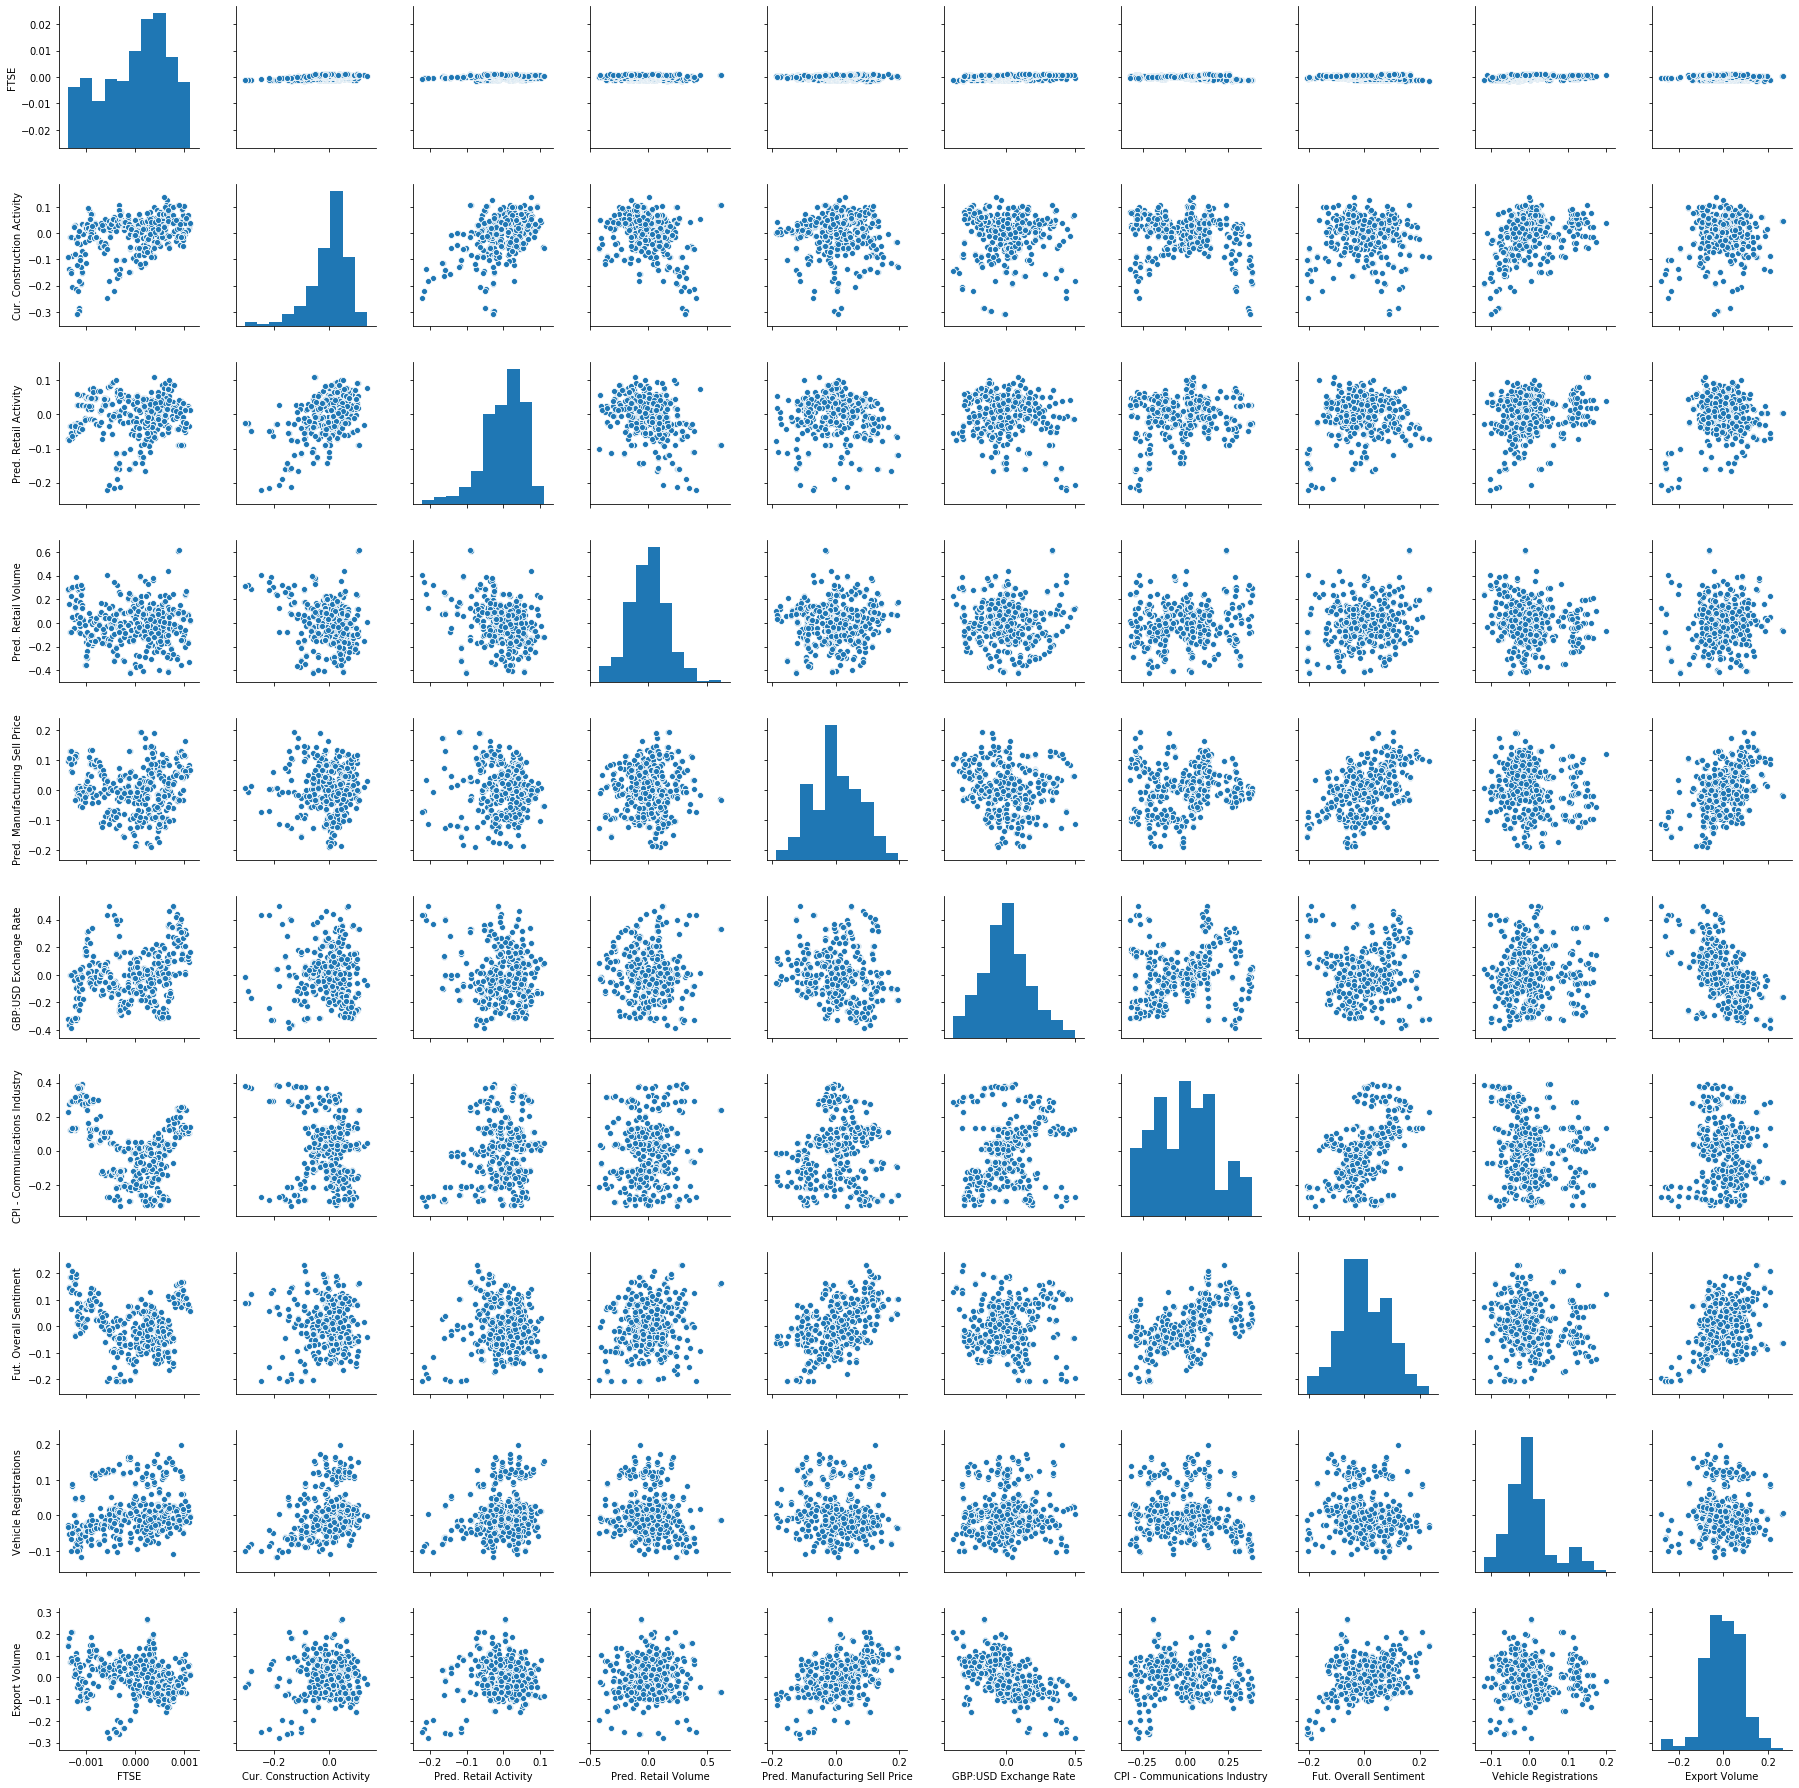 0.02
0.01
0.00
−0.01
−0.02
FTSE
0.1
0.0
−0.1
−0.2
−0.3
Cur. Construction Activity
0.1
0.0
−0.1
−0.2
Pred. Retail Activity
0.6
0.4
0.2
0.0
−0.2
−0.4
Pred. Retail Volume
0.2
0.1
0.0
−0.1
−0.2
Pred. Manufacturing Sell Price
0.4
0.2
0.0
−0.2
−0.4
GBP:USD Exchange Rate
0.4
0.2
0.0
−0.2
CPI - Communications Industry
0.2
0.1
0.0
−0.1
−0.2
Fut. Overall Sentiment
0.2
0.1
0.0
−0.1
Vehicle Registrations
0.3
0.2
0.1
0.0
−0.1
−0.2
−0.3
Export Volume
−0.001 0.000 0.001
FTSE
−0.2 0.0
Cur. Construction Activity
−0.2 −0.1 0.0 0.1
Pred. Retail Activity
−0.5 0.0 0.5
Pred. Retail Volume
−0.2 0.0 0.2
Pred. Manufacturing Sell Price
0.0 0.5
GBP:USD Exchange Rate
0.00 0.25
CPI - Communications Industry
−0.2 0.0 0.2
Fut. Overall Sentiment
−0.1 0.0 0.1 0.2
Vehicle Registrations
−0.2 0.0 0.2
Export Volume